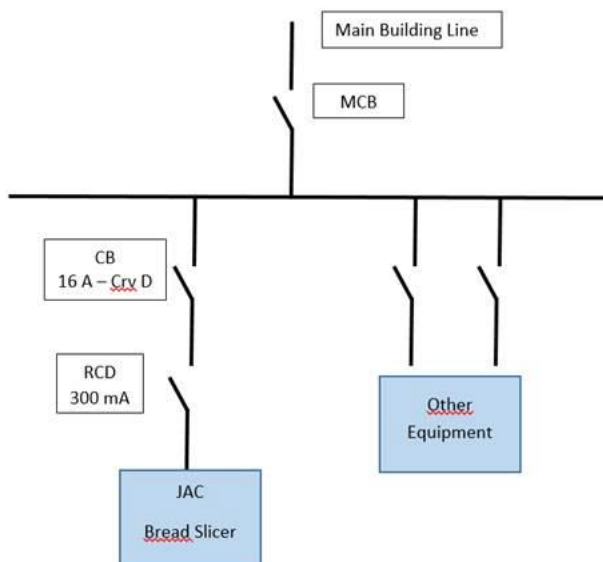 Main Building Line
MCB
CB
16 A – Crv D
RCD
300 mA
Other
Equipment
JAC
Bread Slicer